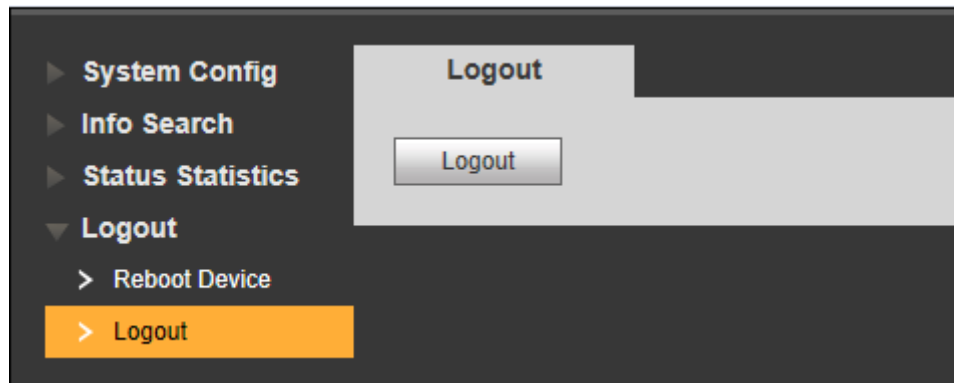 System Config
Info Search
Status Statistics
Logout
Reboot Device
Logout
Logout
Logout